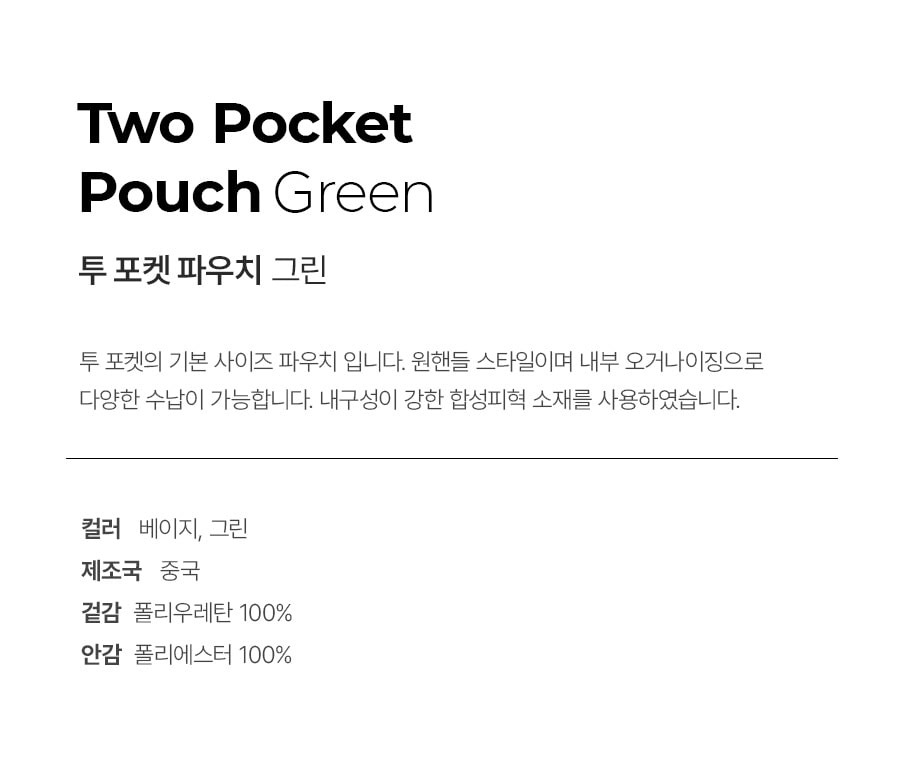 Two Pocket
Pouch Green
투 포켓 파우치 그린
투 포켓의 기본 사이즈 파우치 입니다. 원핸들 스타일이며 내부 오거나이징으로
다양한 수납이 가능합니다. 내구성이 강한 합성피혁 소재를 사용하였습니다.
컬러 베이지, 그린
제조국 중국
겉감 폴리우레탄 100%
안감 폴리에스터 100%